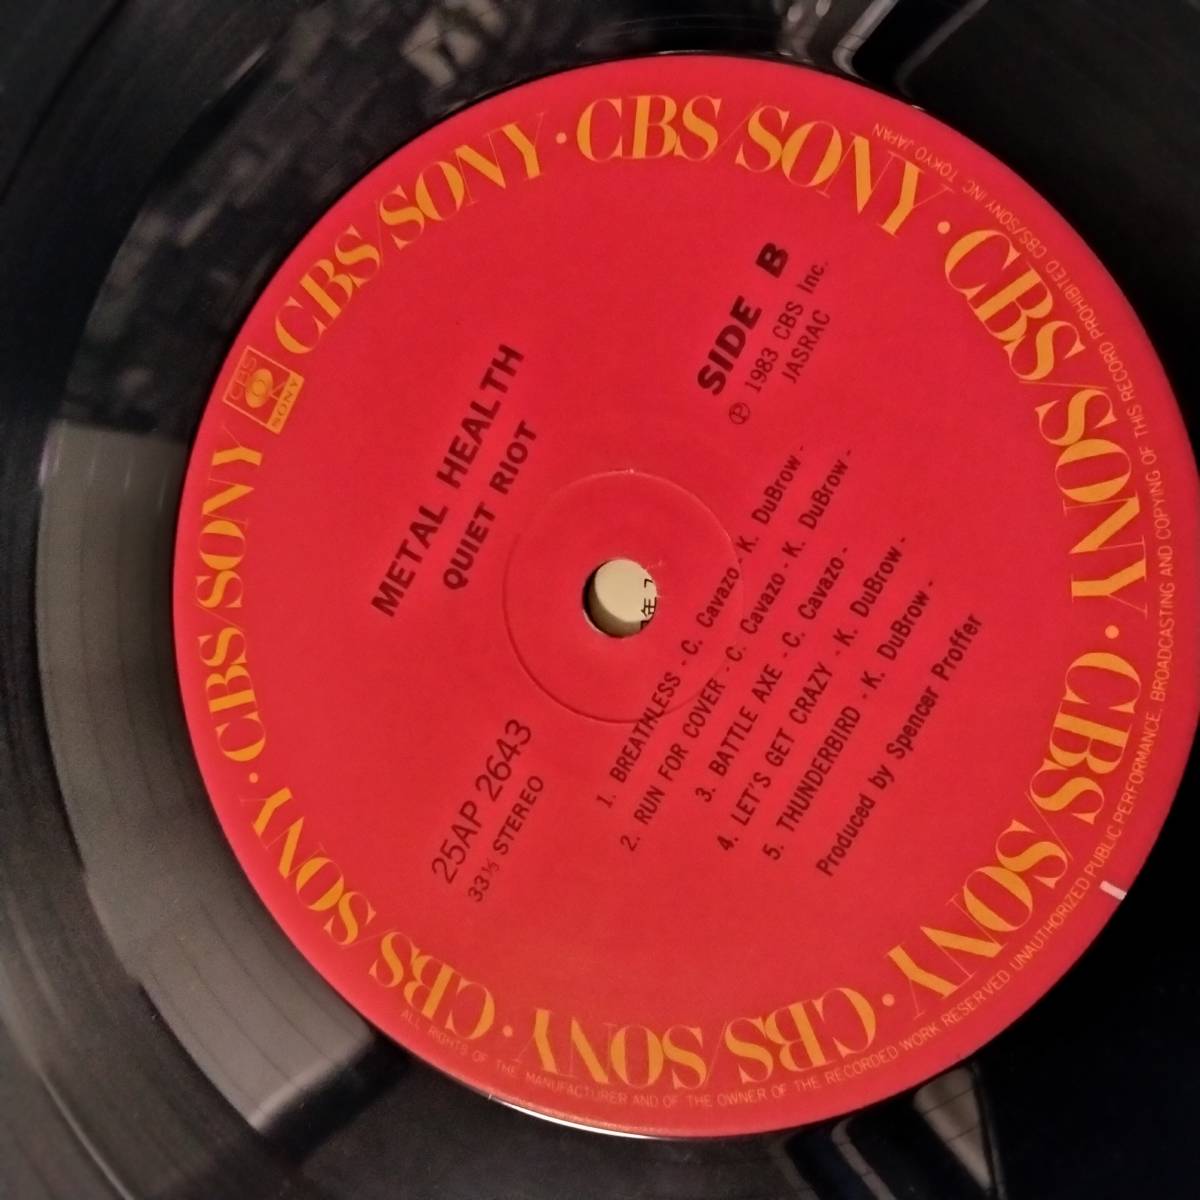 CBS/SONY · CBS/SONY · CBS/SONY · CBS/SONY · CBS/SONY · CBS/SONY · CBS/SONY · CBS/SONY
CBS
SONY
METAL HEALTH
QUIET RIOT
25AP 2643
33⅓ STEREO
SIDE B
Ⓟ 1983 CBS Inc.
JASRAC
1. BREATHLESS - C. Cavazo - K. DuBrow -
2. RUN FOR COVER - C. Cavazo - K. DuBrow -
3. BATTLE AXE - C. Cavazo -
4. LET'S GET CRAZY - K. DuBrow -
5. THUNDERBIRD - K. DuBrow -
Produced by Spencer Proffer
ALL RIGHTS OF THE MANUFACTURER AND OF THE OWNER OF THE RECORDED WORK RESERVED UNAUTHORIZED PUBLIC PERFORMANCE, BROADCASTING AND COPYING OF THIS RECORD PROHIBITED CBS/SONY INC. TOKYO JAPAN